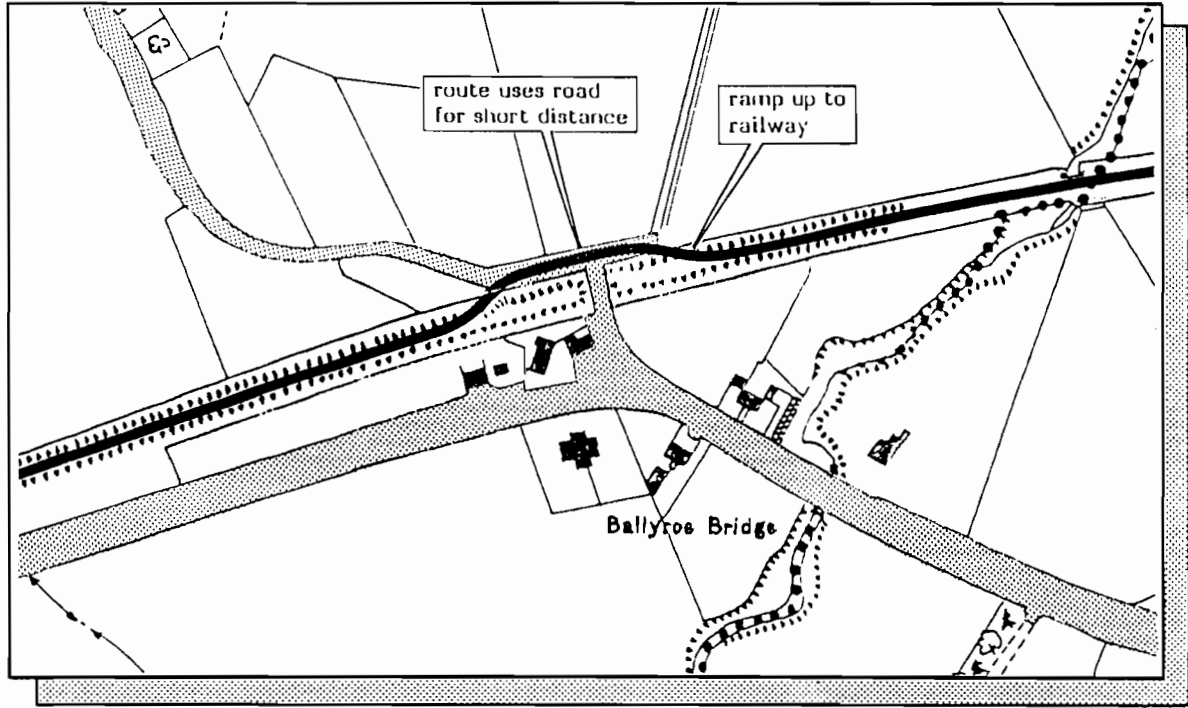 route uses road
for short distance
ramp up to
railway
Ballyroe Bridge